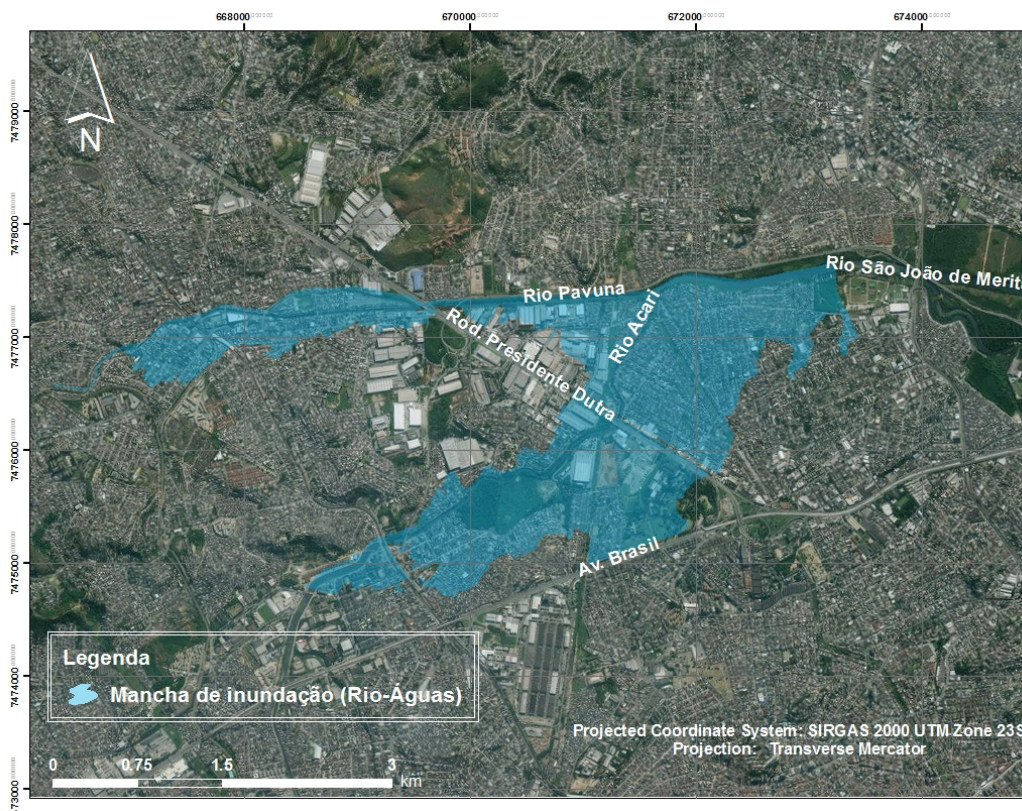 668000
670000
672000
674000
7479000
7478000
7477000
7476000
7475000
7474000
7473000
N
Rio São João de Meriti
Rio Pavuna
Rio Acari
Rod. Presidente Dutra
Av. Brasil
Legenda
Mancha de inundação (Rio-Águas)
Projected Coordinate System: SIRGAS 2000 UTM Zone 23S
Projection: Transverse Mercator
0 0.75 1.5 3
km